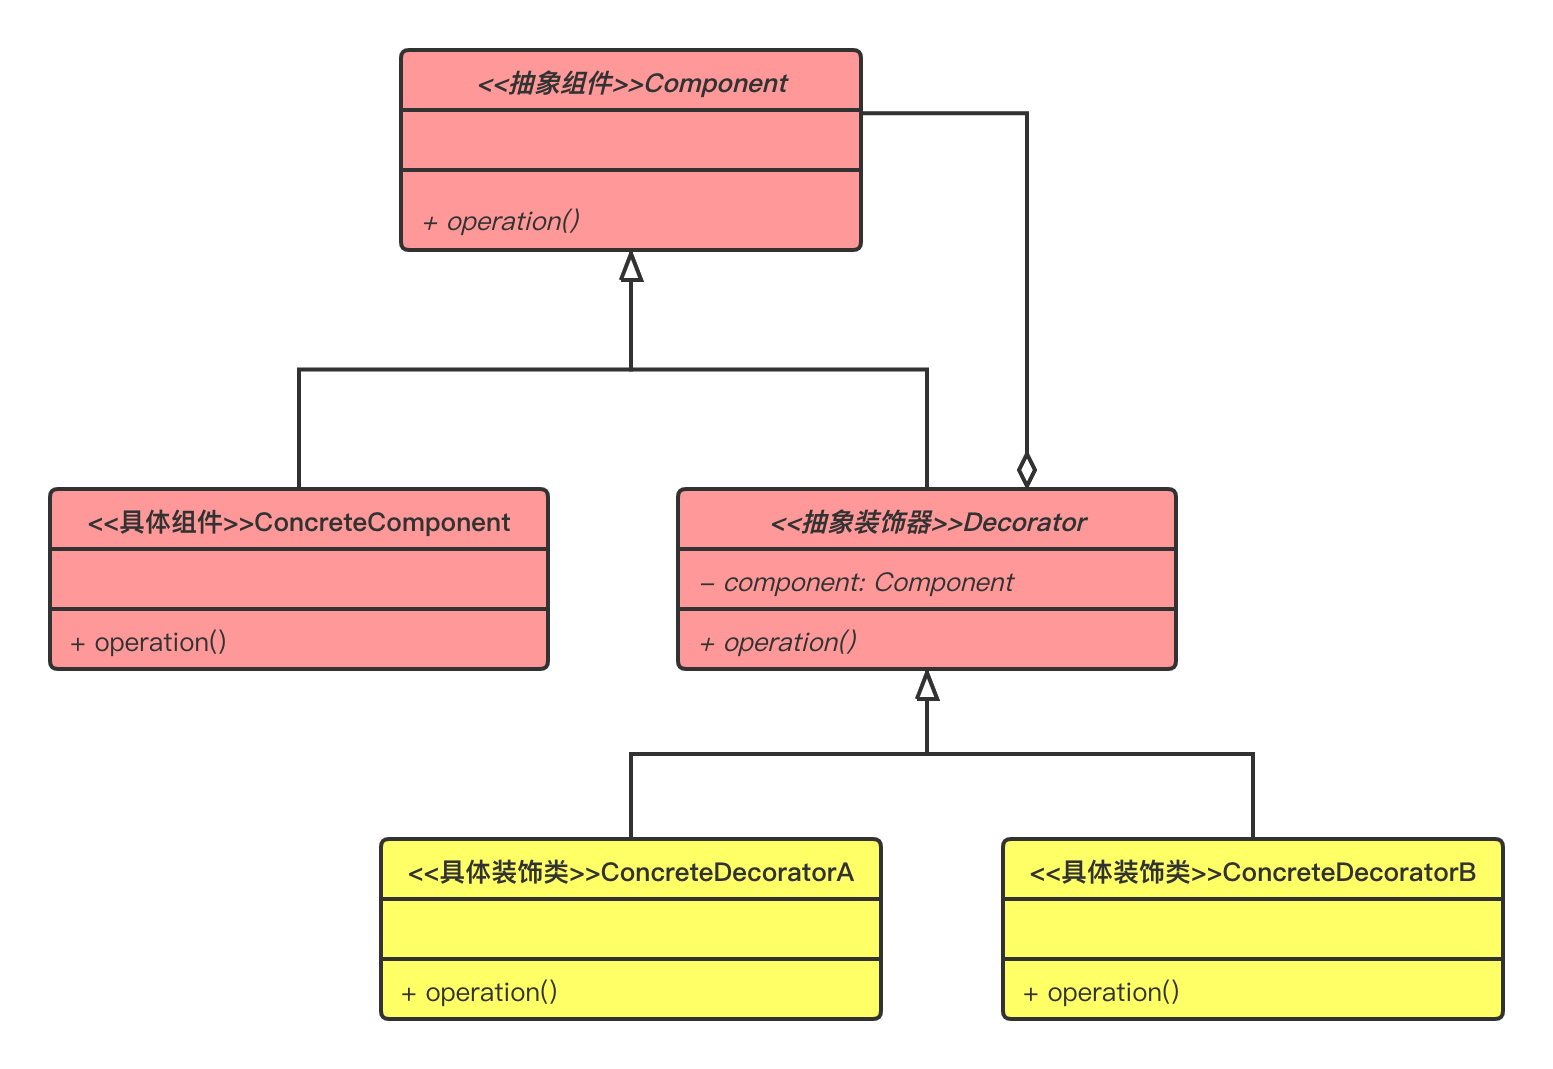 <<抽象组件>>Component
+ operation()
<<具体组件>>ConcreteComponent
+ operation()
<<抽象装饰器>>Decorator
- component: Component
+ operation()
<<具体装饰类>>ConcreteDecoratorA
+ operation()
<<具体装饰类>>ConcreteDecoratorB
+ operation()